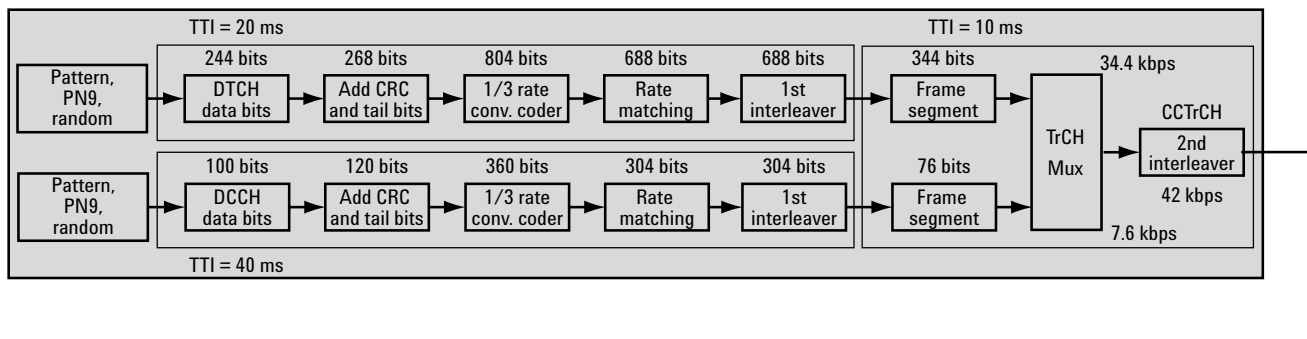 TTI = 20 ms
TTI = 10 ms
244 bits
268 bits
804 bits
688 bits
688 bits
344 bits
34.4 kbps
Pattern,
PN9,
random
DTCH
data bits
Add CRC
and tail bits
1/3 rate
conv. coder
Rate
matching
1st
interleaver
Frame
segment
TrCH
Mux
CCTrCH
2nd
interleaver
42 kbps
100 bits
120 bits
360 bits
304 bits
304 bits
76 bits
Pattern,
PN9,
random
DCCH
data bits
Add CRC
and tail bits
1/3 rate
conv. coder
Rate
matching
1st
interleaver
Frame
segment
7.6 kbps
TTI = 40 ms